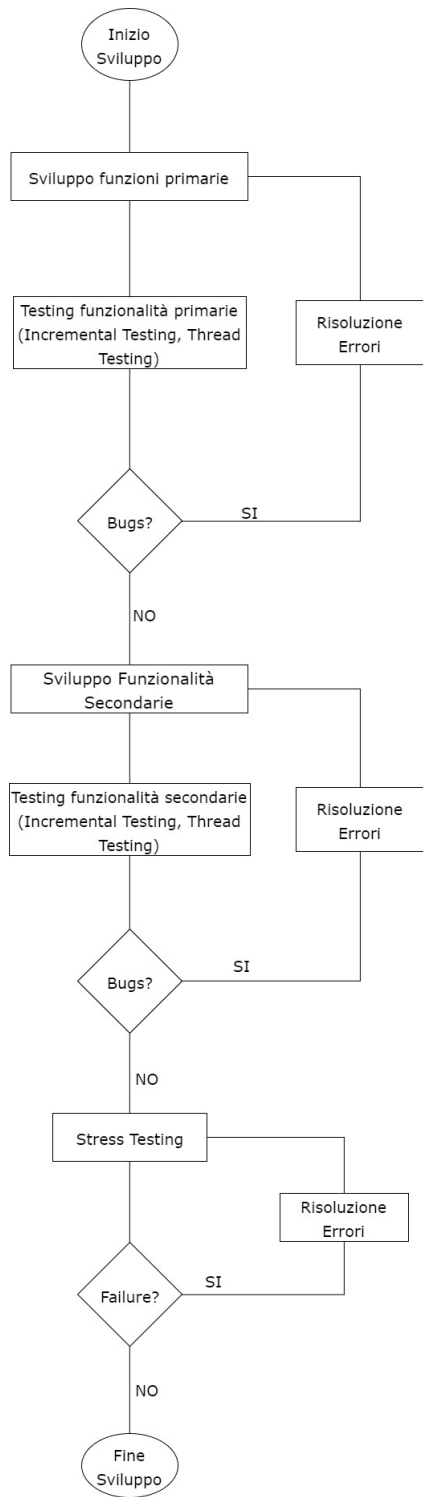 Inizio
Sviluppo
Sviluppo funzioni primarie
Testing funzionalità primarie
(Incremental Testing, Thread
Testing)
Risoluzione
Errori
Bugs?
SI
NO
Sviluppo Funzionalità
Secondarie
Testing funzionalità secondarie
(Incremental Testing, Thread
Testing)
Risoluzione
Errori
Bugs?
SI
NO
Stress Testing
Risoluzione
Errori
Failure?
SI
NO
Fine
Sviluppo